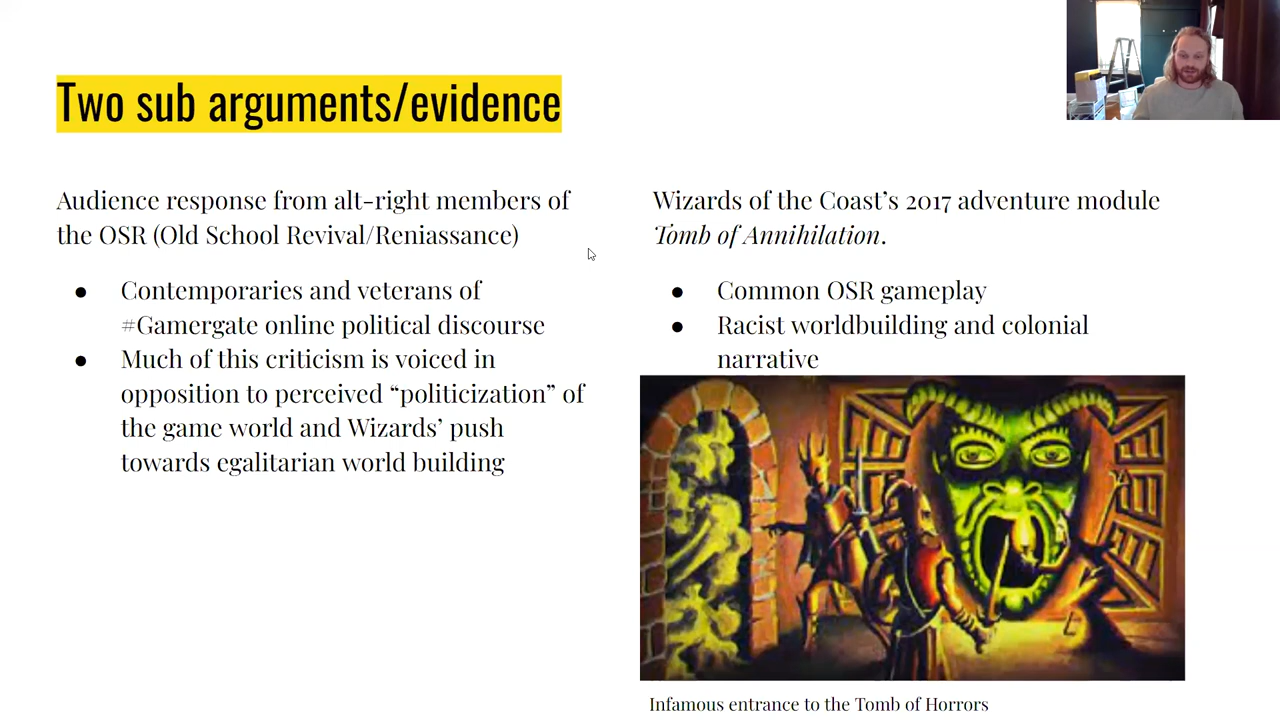 Two sub arguments/evidence
Audience response from alt-right members of
the OSR (Old School Revival/Reniassance)
● Contemporaries and veterans of
#Gamergate online political discourse
● Much of this criticism is voiced in
opposition to perceived “politicization” of
the game world and Wizards’ push
towards egalitarian world building
Wizards of the Coast’s 2017 adventure module
Tomb of Annihilation.
● Common OSR gameplay
● Racist worldbuilding and colonial
narrative
Infamous entrance to the Tomb of Horrors